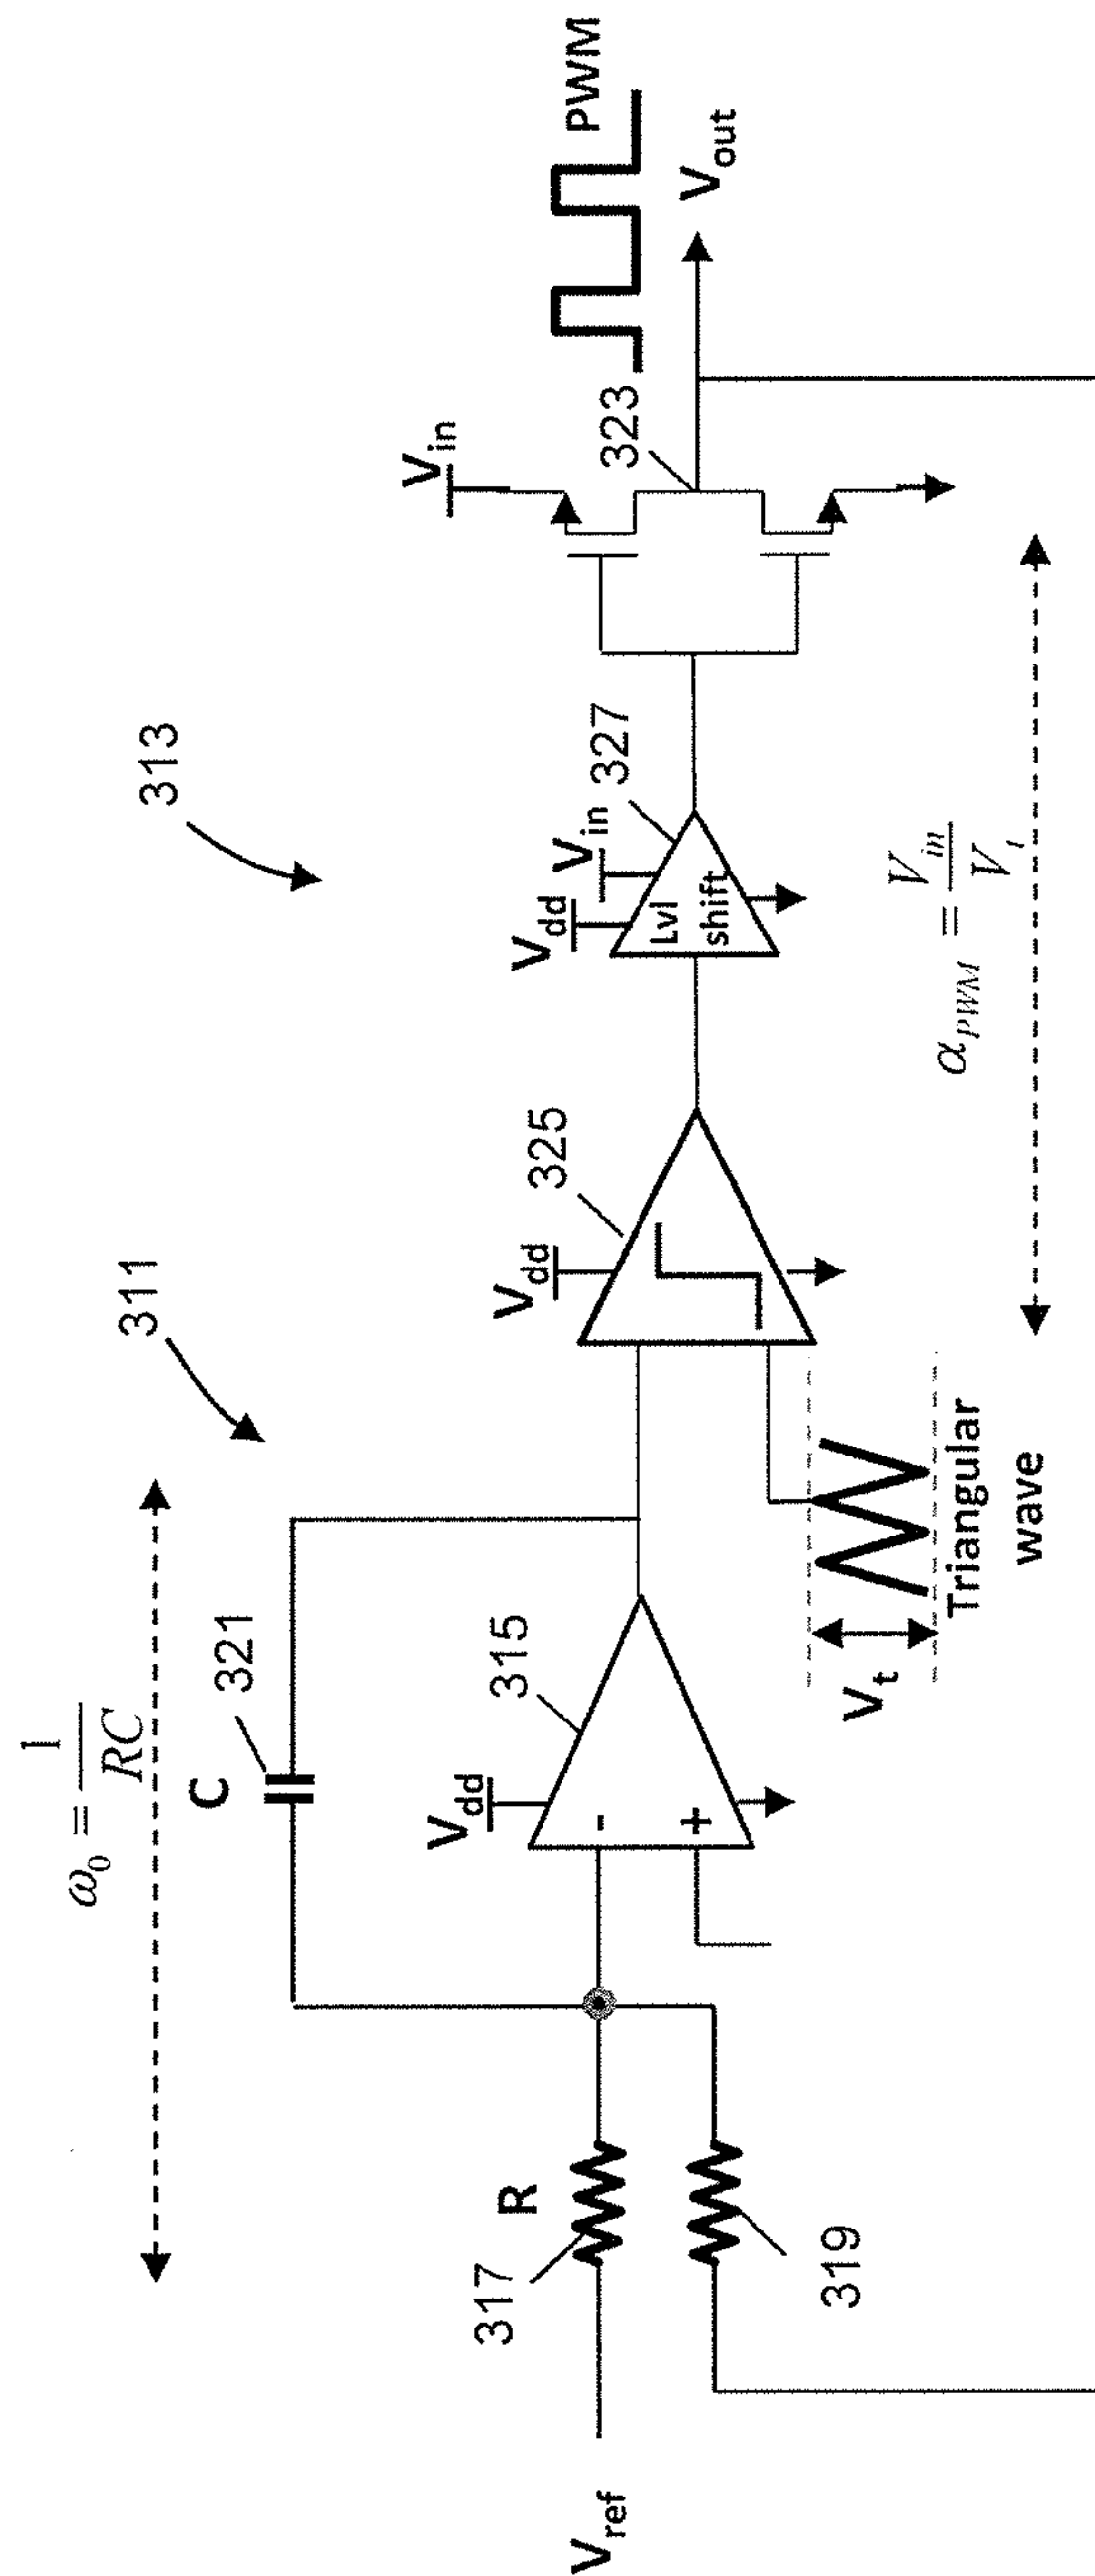 311
313
ω₀ = 1/RC
C
321
V_dd
315
-
+
R
317
319
V_ref
V_t
Triangular
wave
V_dd
325
V_dd
V_in
327
Lvl
shift
V_in
323
PWM
V_out
α_PWM = V_in/V_t